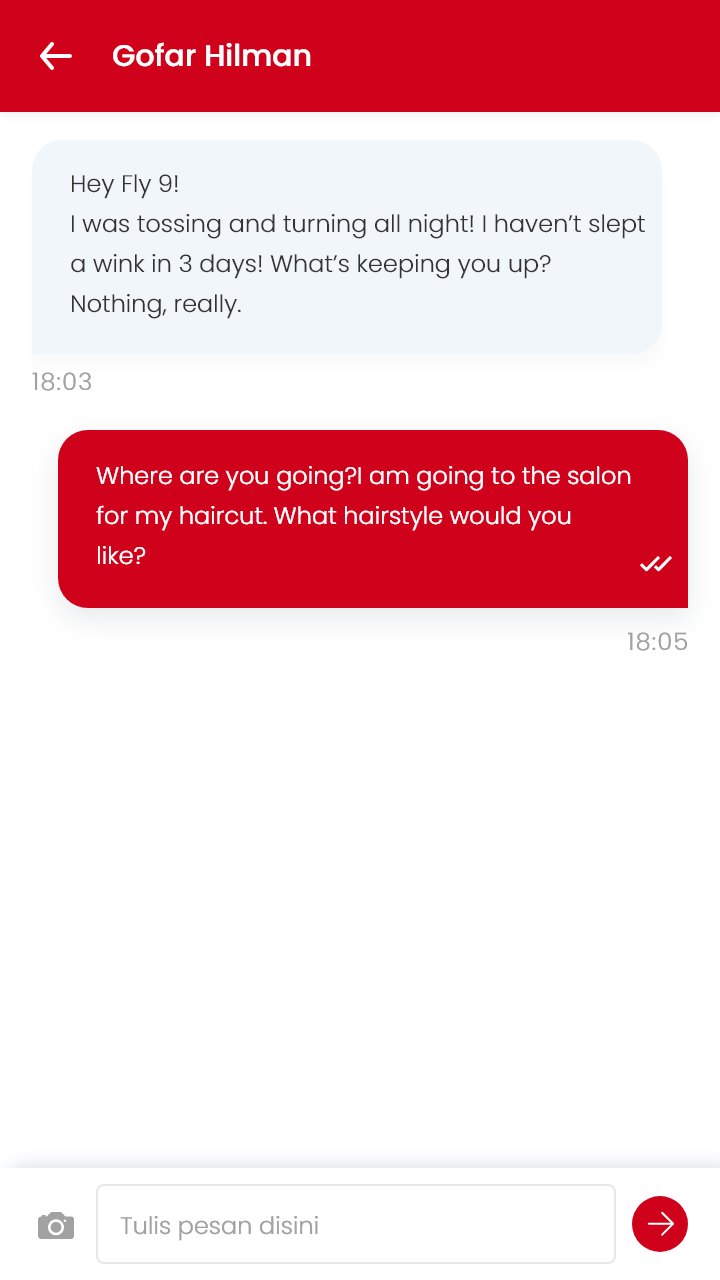 Gofar Hilman
Hey Fly 9!
I was tossing and turning all night! I haven’t slept
a wink in 3 days! What’s keeping you up?
Nothing, really.
18:03
Where are you going?I am going to the salon
for my haircut. What hairstyle would you
like?
18:05
Tulis pesan disini